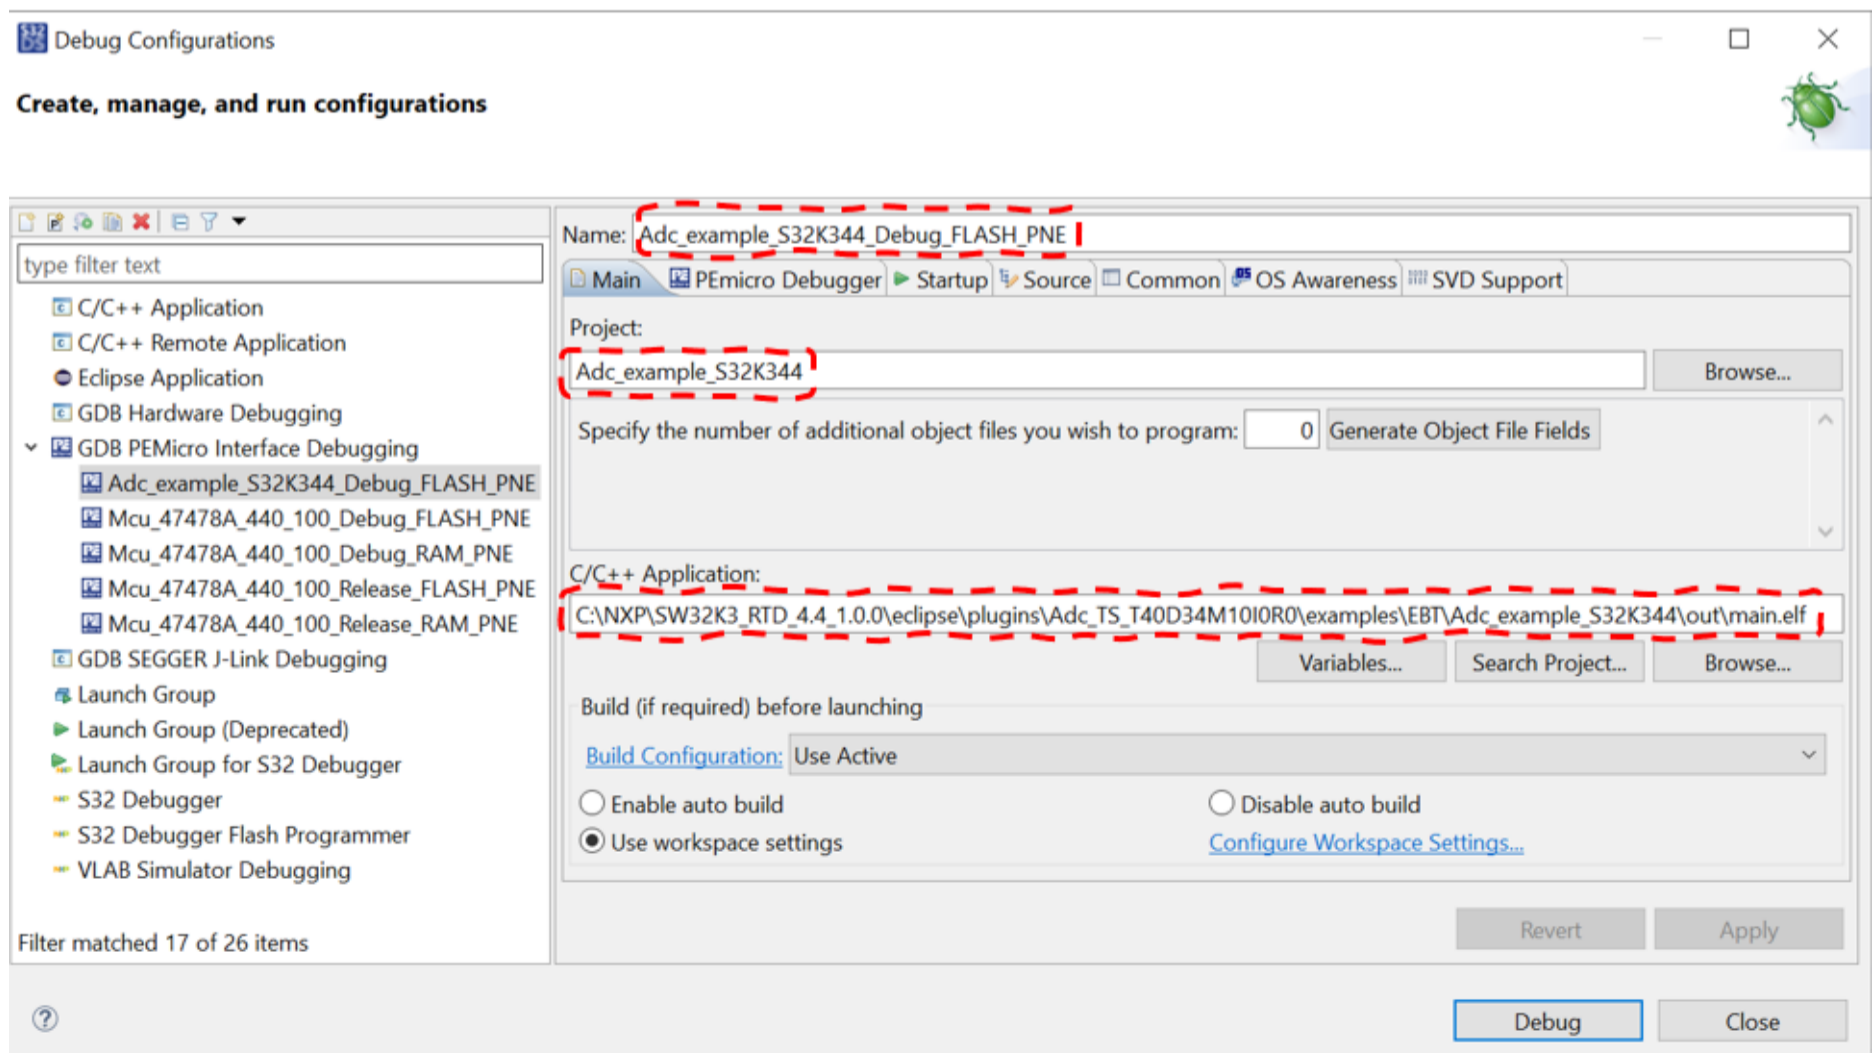 Debug Configurations
Create, manage, and run configurations
type filter text
C/C++ Application
C/C++ Remote Application
Eclipse Application
GDB Hardware Debugging
GDB PEMicro Interface Debugging
Adc_example_S32K344_Debug_FLASH_PNE
Mcu_47478A_440_100_Debug_FLASH_PNE
Mcu_47478A_440_100_Debug_RAM_PNE
Mcu_47478A_440_100_Release_FLASH_PNE
Mcu_47478A_440_100_Release_RAM_PNE
GDB SEGGER J-Link Debugging
Launch Group
Launch Group (Deprecated)
Launch Group for S32 Debugger
S32 Debugger
S32 Debugger Flash Programmer
VLAB Simulator Debugging
Filter matched 17 of 26 items
Name: Adc_example_S32K344_Debug_FLASH_PNE
Main PEmicro Debugger Startup Source Common OS Awareness SVD Support
Project:
Adc_example_S32K344 Browse...
Specify the number of additional object files you wish to program: 0 Generate Object File Fields
C/C++ Application:
C:\NXP\SW32K3_RTD_4.4_1.0.0\eclipse\plugins\Adc_TS_T40D34M10I0R0\examples\EBT\Adc_example_S32K344\out\main.elf
Variables... Search Project... Browse...
Build (if required) before launching
Build Configuration: Use Active
Enable auto build Disable auto build
Use workspace settings Configure Workspace Settings...
Revert Apply
Debug Close